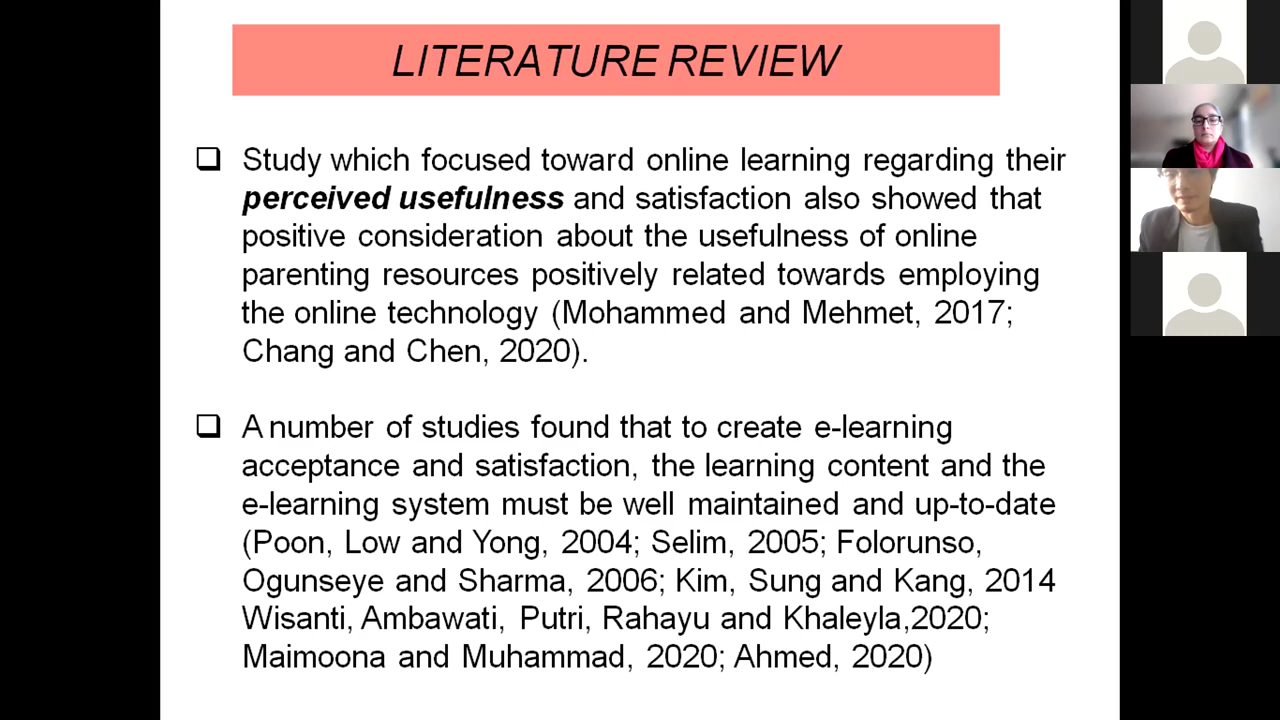 LITERATURE REVIEW
Study which focused toward online learning regarding their
perceived usefulness and satisfaction also showed that
positive consideration about the usefulness of online
parenting resources positively related towards employing
the online technology (Mohammed and Mehmet, 2017;
Chang and Chen, 2020).
A number of studies found that to create e-learning
acceptance and satisfaction, the learning content and the
e-learning system must be well maintained and up-to-date
(Poon, Low and Yong, 2004; Selim, 2005; Folorunso,
Ogunseye and Sharma, 2006; Kim, Sung and Kang, 2014
Wisanti, Ambawati, Putri, Rahayu and Khaleyla,2020;
Maimoona and Muhammad, 2020; Ahmed, 2020)